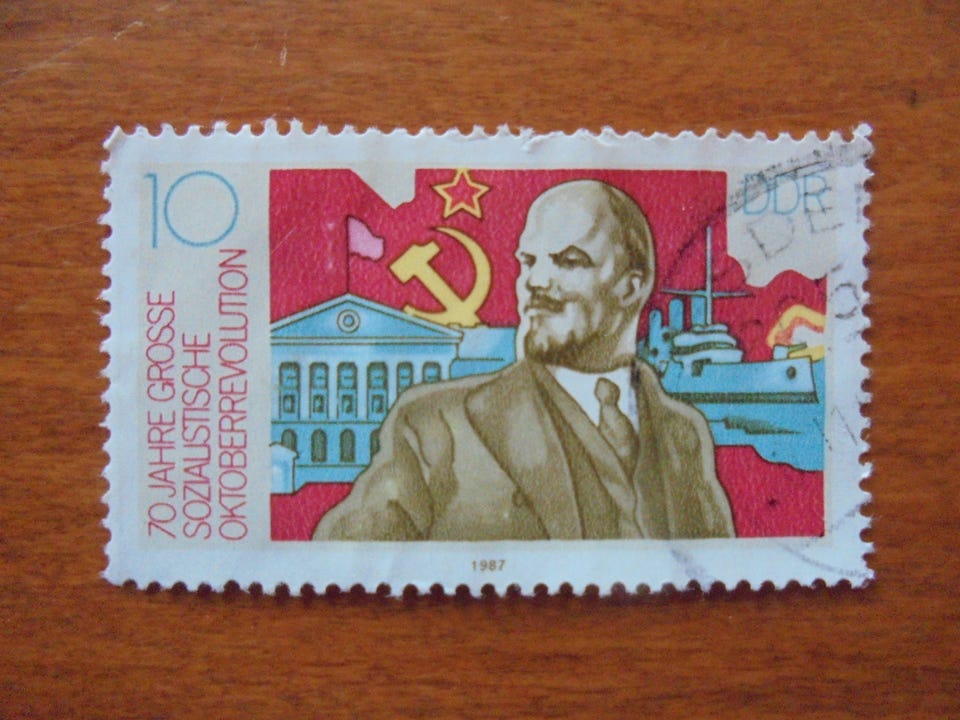 10
70 JAHRE GROSSE
SOZIALISTISCHE
OKTOBERREVOLUTION
DDR
1987